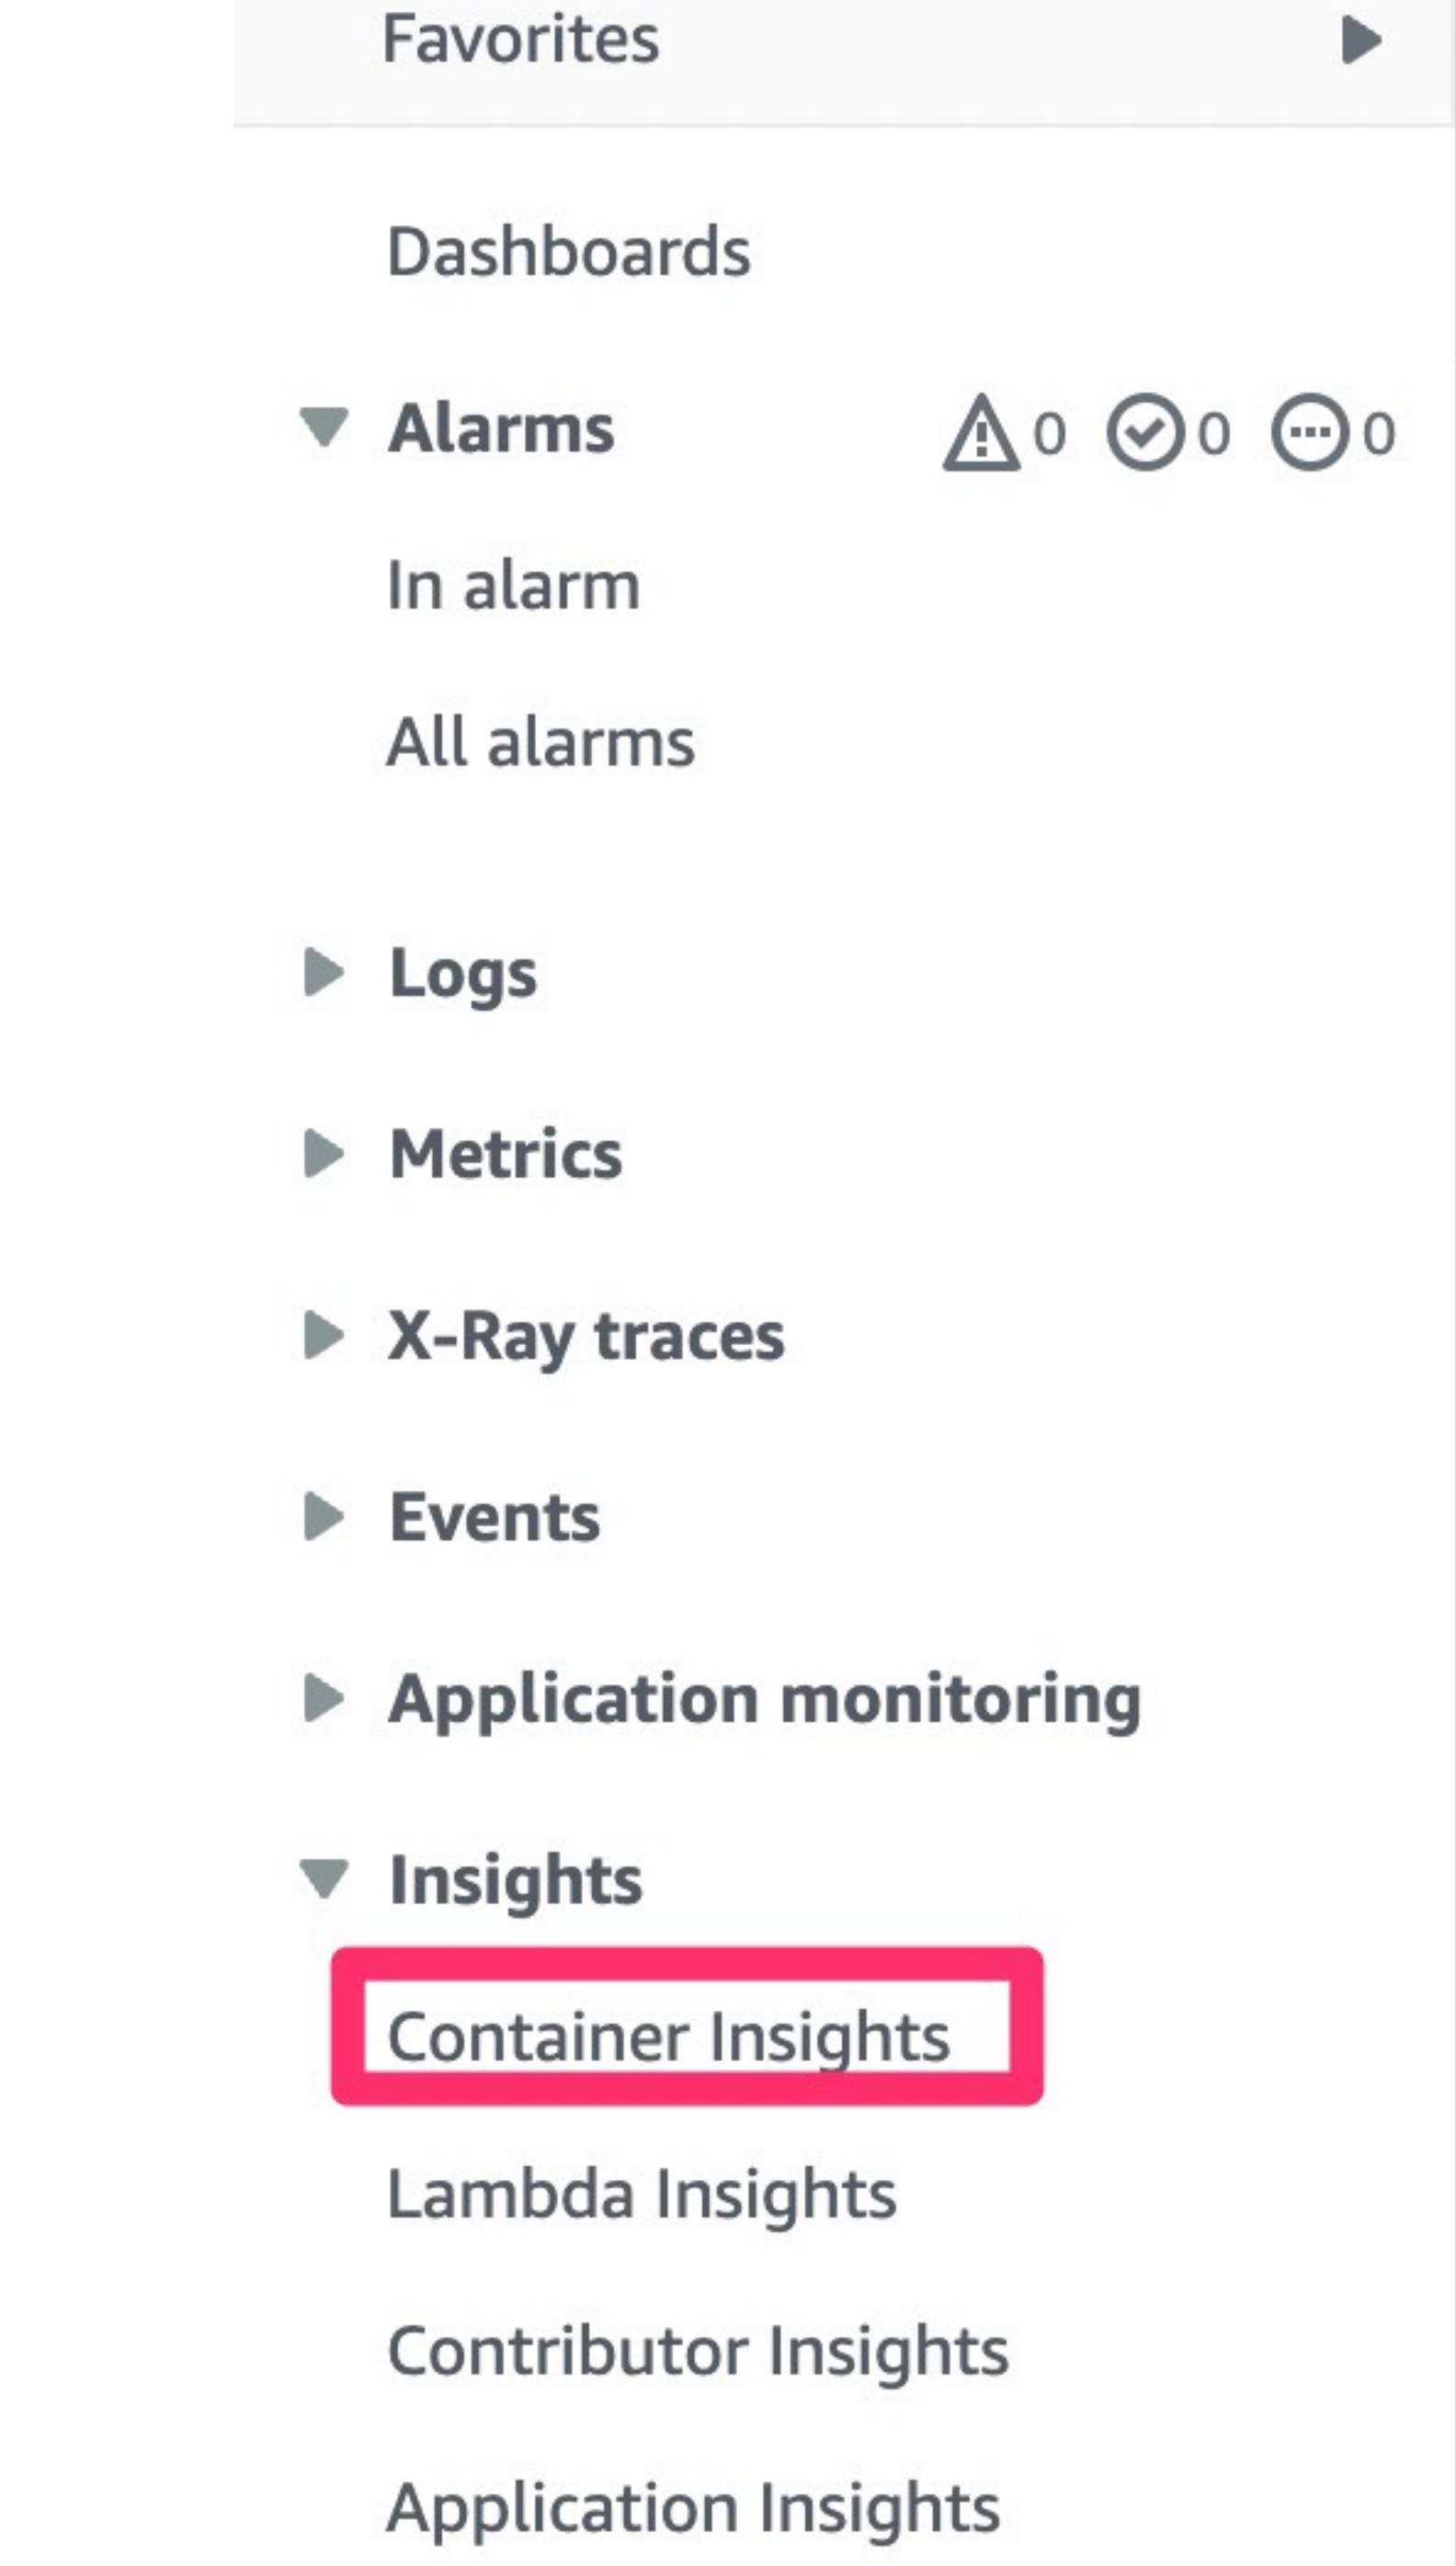 Favorites
Dashboards
Alarms 0 0 0
In alarm
All alarms
Logs
Metrics
X-Ray traces
Events
Application monitoring
Insights
Container Insights
Lambda Insights
Contributor Insights
Application Insights